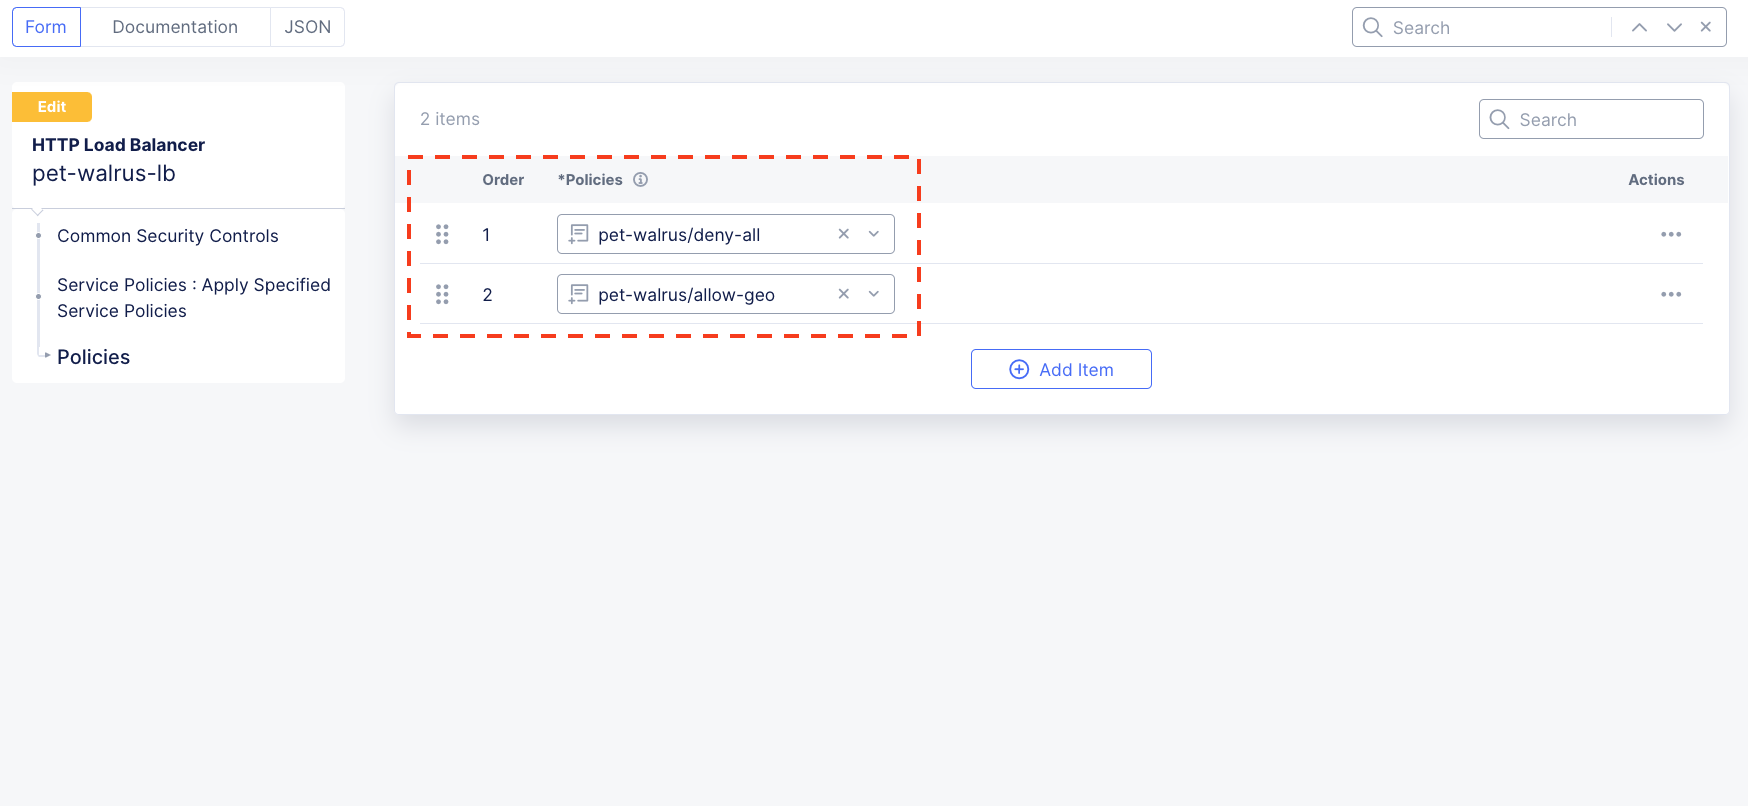 Form
Documentation
JSON
Search
Edit
HTTP Load Balancer
pet-walrus-lb
Common Security Controls
Service Policies : Apply Specified
Service Policies
Policies
2 items
Search
Order *Policies Actions
1 pet-walrus/deny-all
2 pet-walrus/allow-geo
Add Item